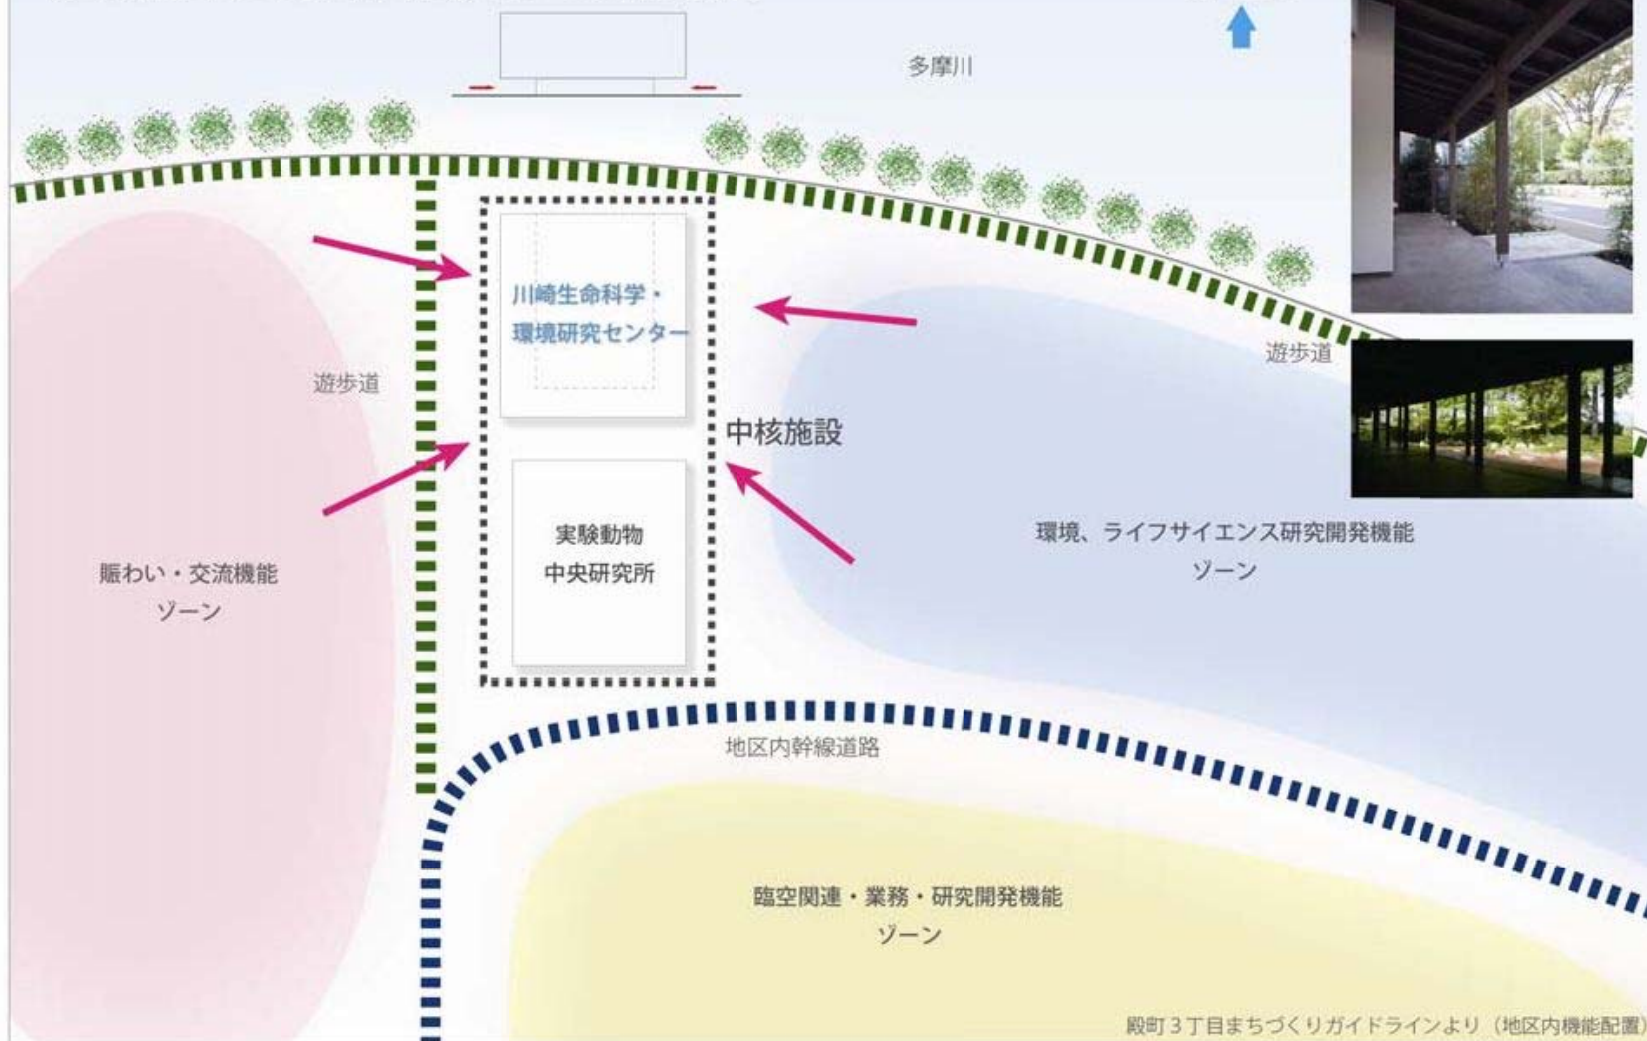 多摩川
川崎生命科学・
環境研究センター
遊歩道
遊歩道
中核施設
実験動物
中央研究所
環境、ライフサイエンス研究開発機能
ゾーン
賑わい・交流機能
ゾーン
地区内幹線道路
臨空関連・業務・研究開発機能
ゾーン
殿町3丁目まちづくりガイドラインより（地区内機能配置）